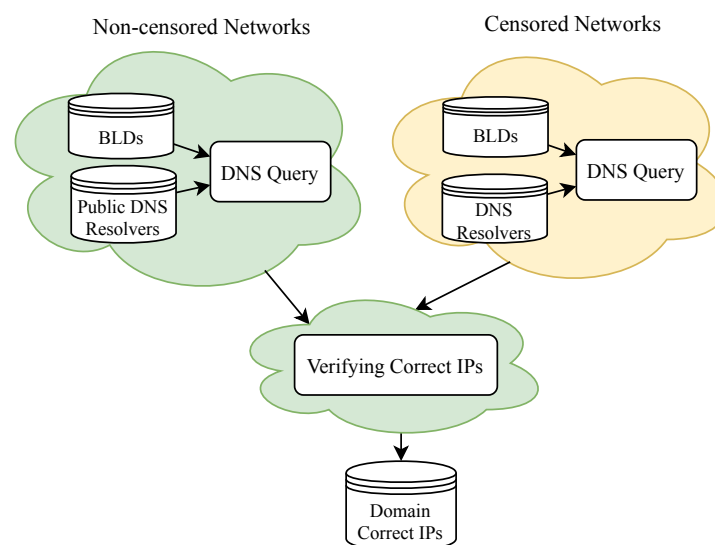 Non-censored Networks
BLDs
Public DNS
Resolvers
DNS Query
Censored Networks
BLDs
DNS
Resolvers
DNS Query
Verifying Correct IPs
Domain
Correct IPs